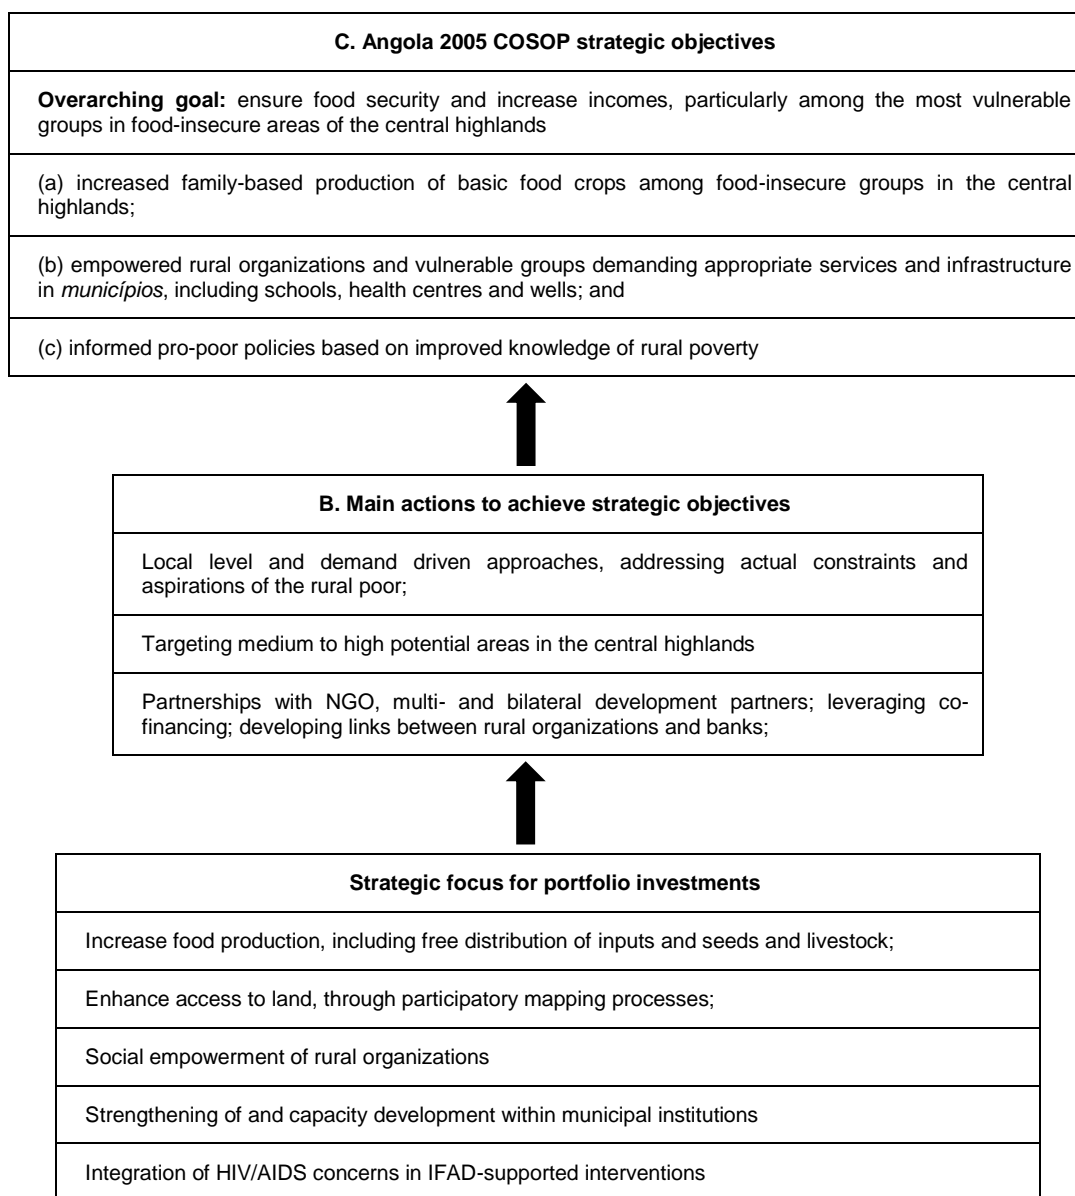 C. Angola 2005 COSOP strategic objectives
Overarching goal: ensure food security and increase incomes, particularly among the most vulnerable
groups in food-insecure areas of the central highlands
(a) increased family-based production of basic food crops among food-insecure groups in the central
highlands;
(b) empowered rural organizations and vulnerable groups demanding appropriate services and infrastructure
in municípios, including schools, health centres and wells; and
(c) informed pro-poor policies based on improved knowledge of rural poverty
B. Main actions to achieve strategic objectives
Local level and demand driven approaches, addressing actual constraints and
aspirations of the rural poor;
Targeting medium to high potential areas in the central highlands
Partnerships with NGO, multi- and bilateral development partners; leveraging co-
financing; developing links between rural organizations and banks;
Strategic focus for portfolio investments
Increase food production, including free distribution of inputs and seeds and livestock;
Enhance access to land, through participatory mapping processes;
Social empowerment of rural organizations
Strengthening of and capacity development within municipal institutions
Integration of HIV/AIDS concerns in IFAD-supported interventions